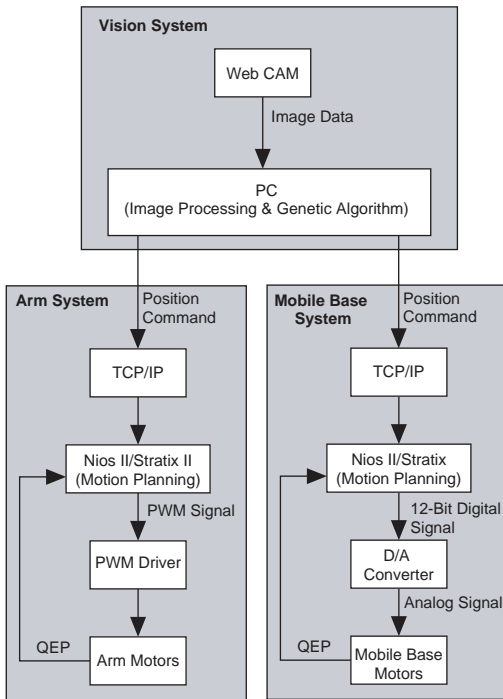 Vision System
Web CAM
Image Data
PC
(Image Processing & Genetic Algorithm)
Arm System
Position
Command
TCP/IP
Nios II/Stratix II
(Motion Planning)
PWM Signal
PWM Driver
QEP
Arm Motors
Mobile Base
System
Position
Command
TCP/IP
Nios II/Stratix
(Motion Planning)
12-Bit Digital
Signal
D/A
Converter
Analog Signal
QEP
Mobile Base
Motors